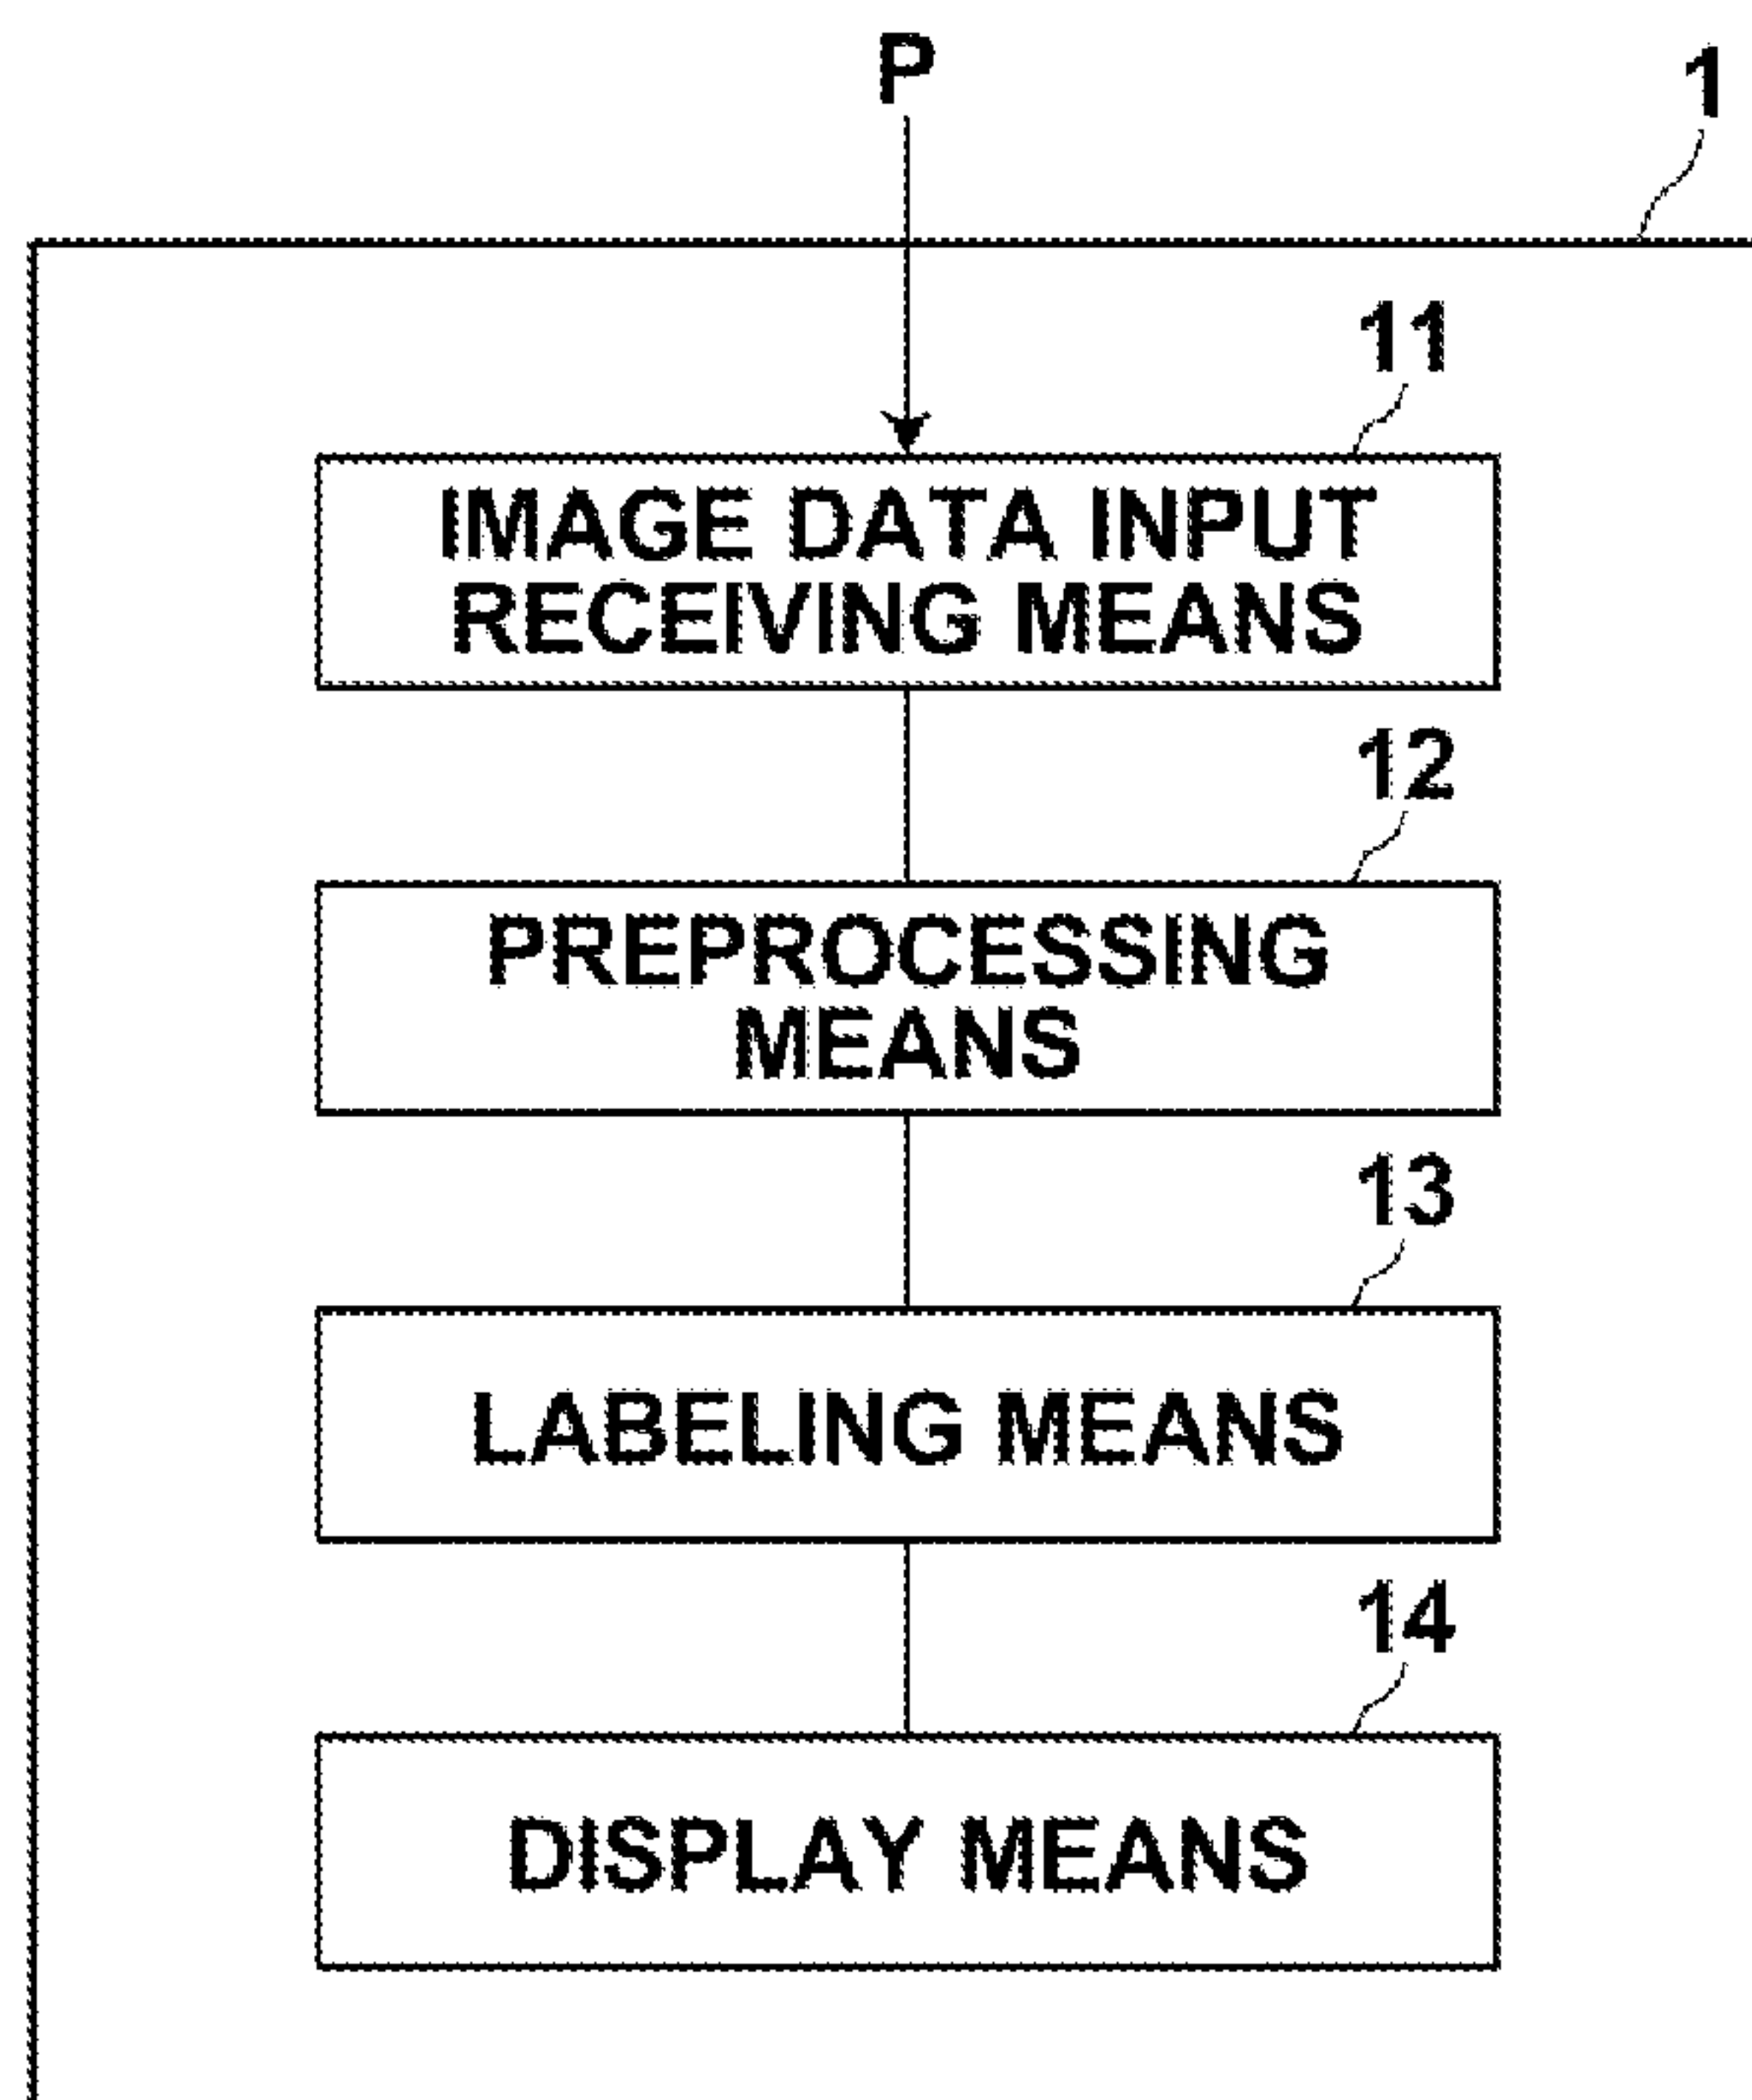 P
1
11
IMAGE DATA INPUT
RECEIVING MEANS
12
PREPROCESSING
MEANS
13
LABELING MEANS
14
DISPLAY MEANS